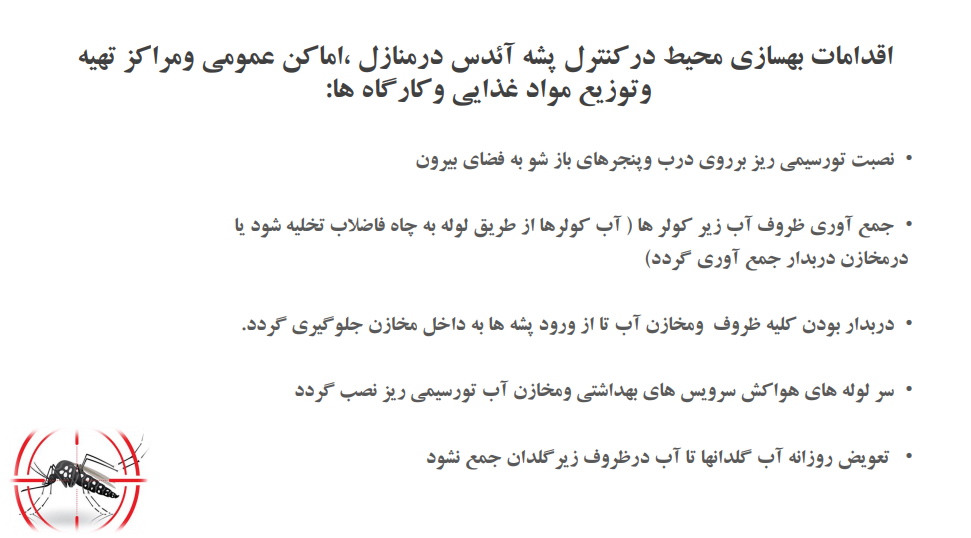 اقدامات بهسازی محیط درکنترل پشه آئدس درمنازل ،اماکن عمومی ومراکز تهیه
وتوزیع مواد غذایی وکارگاه ها:
• نصبت تورسیمی ریز برروی درب وپنجرهای باز شو به فضای بیرون
• جمع آوری ظروف آب زیر کولر ها ( آب کولرها از طریق لوله به چاه فاضلاب تخلیه شود یا
درمخازن دربدار جمع آوری گردد)
• دربدار بودن کلیه ظروف ومخازن آب تا از ورود پشه ها به داخل مخازن جلوگیری گردد.
• سر لوله های هواکش سرویس های بهداشتی ومخازن آب تورسیمی ریز نصب گردد
• تعویض روزانه آب گلدانها تا آب درظروف زیرگلدان جمع نشود